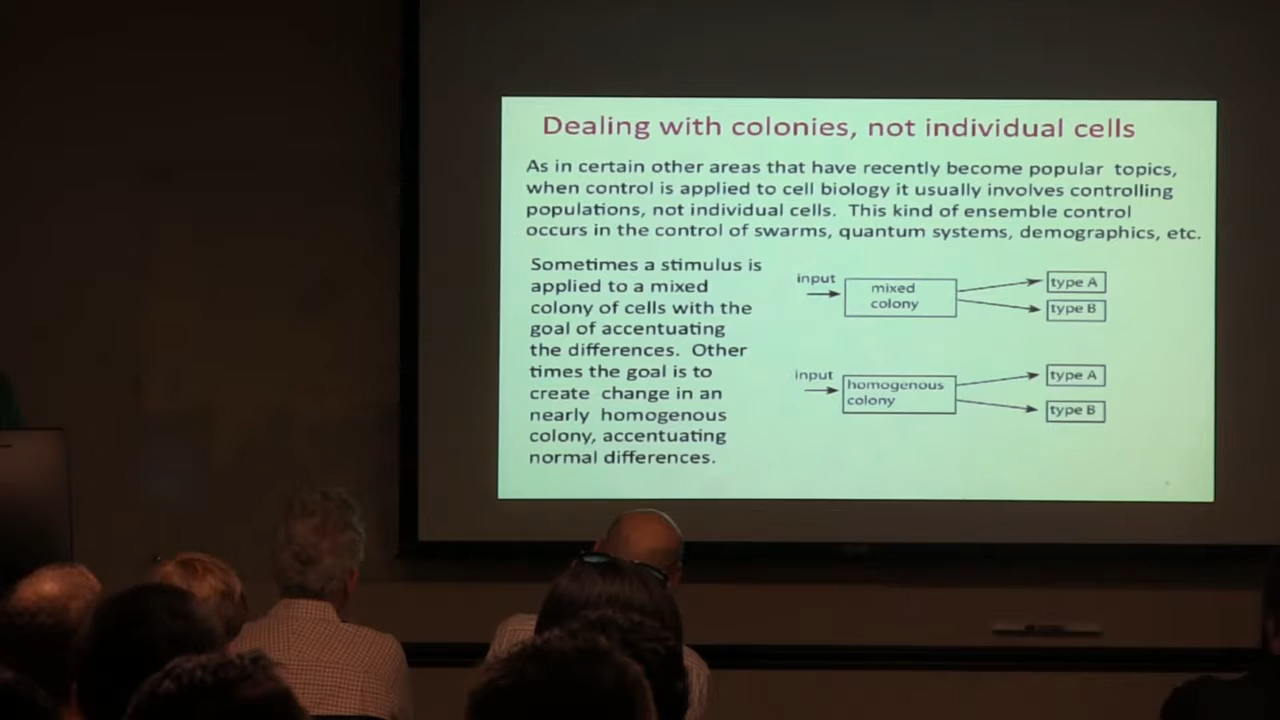 Dealing with colonies, not individual cells
As in certain other areas that have recently become popular topics,
when control is applied to cell biology it usually involves controlling
populations, not individual cells. This kind of ensemble control
occurs in the control of swarms, quantum systems, demographics, etc.
Sometimes a stimulus is
applied to a mixed
colony of cells with the
goal of accentuating
the differences. Other
times the goal is to
create change in an
nearly homogenous
colony, accentuating
normal differences.
input
mixed
colony
type A
type B
input
homogenous
colony
type A
type B